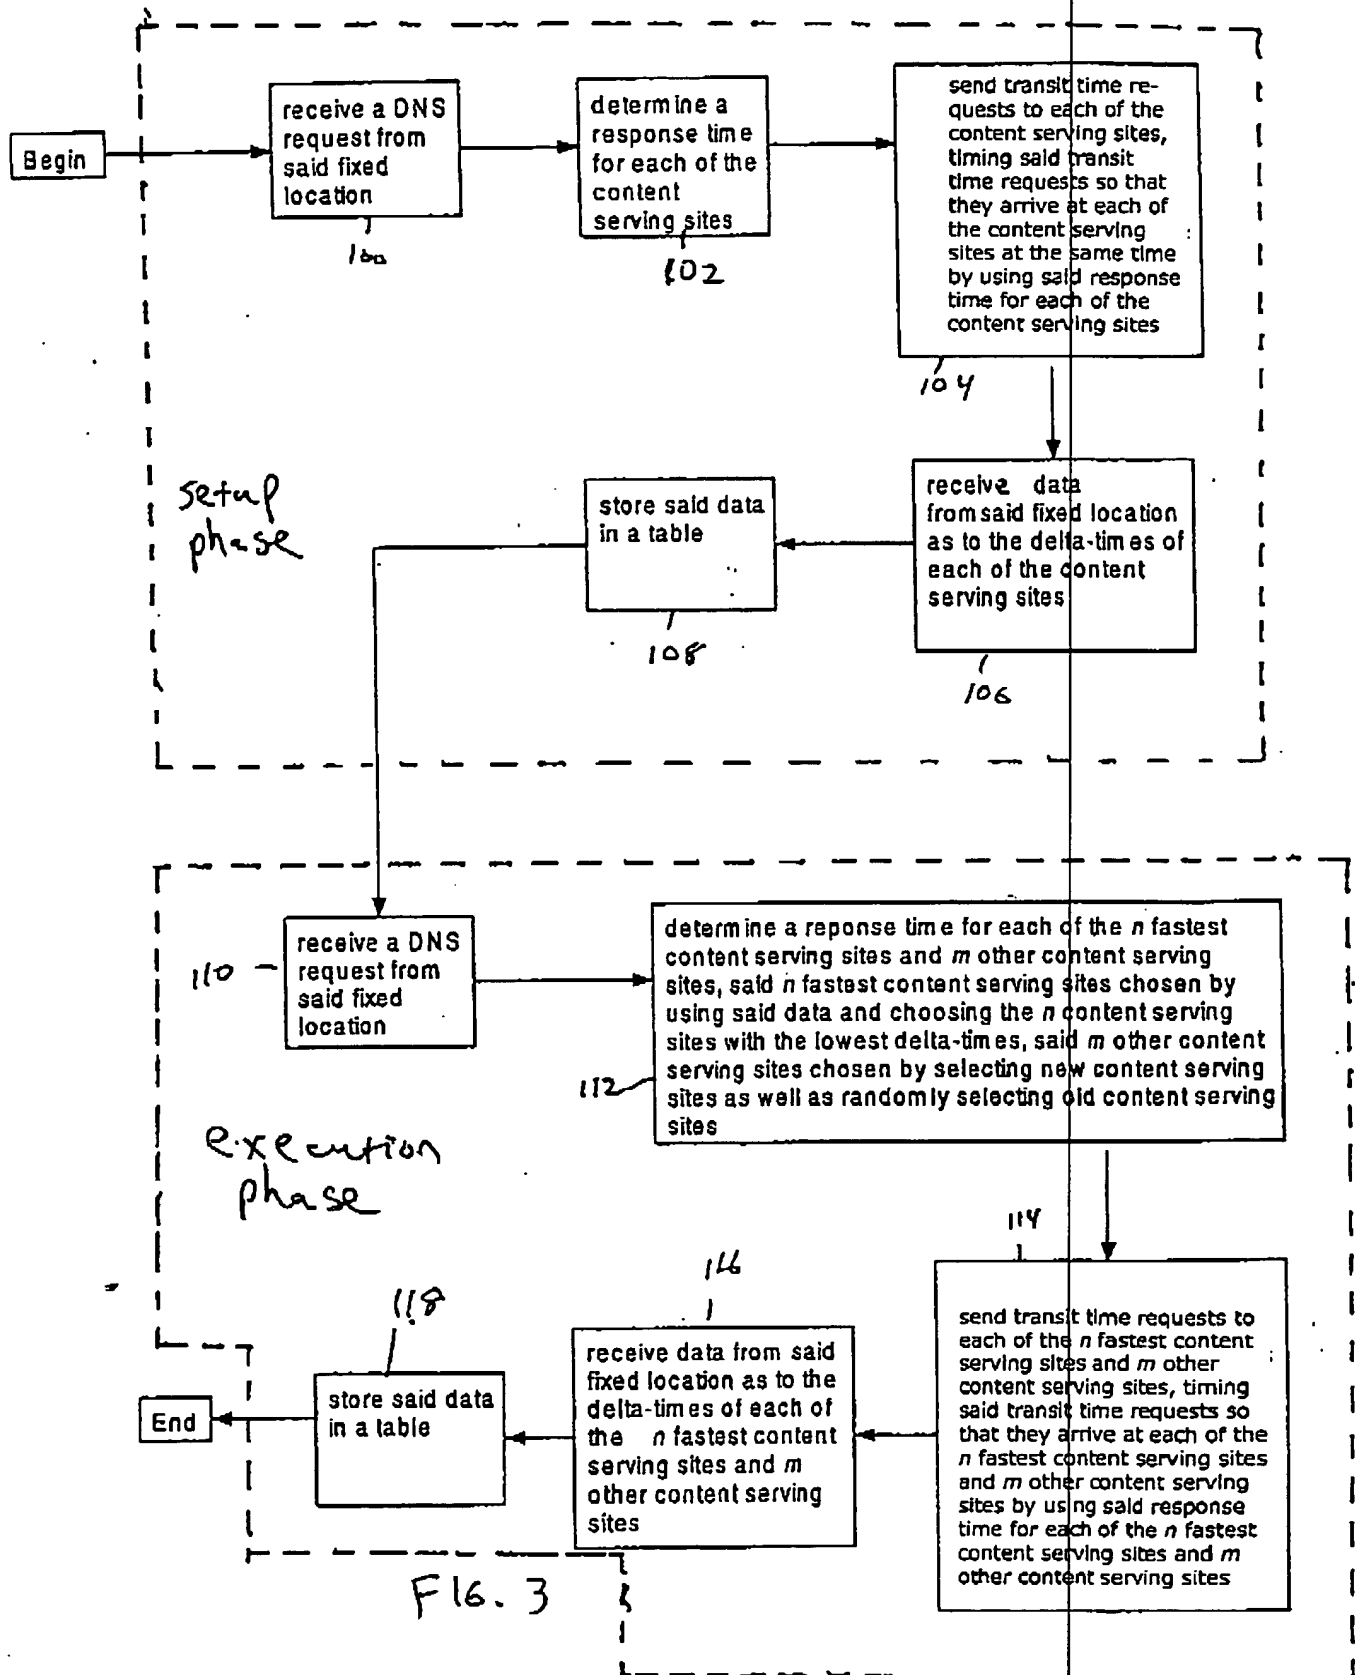 Begin
receive a DNS
request from
said fixed
location
100
determine a
response time
for each of the
content
serving sites
102
send transit time re-
quests to each of the
content serving sites,
timing said transit
time requests so that
they arrive at each of
the content serving
sites at the same time
by using said response
time for each of the
content serving sites
104
receive data
from said fixed location
as to the delta-times of
each of the content
serving sites
106
store said data
in a table
108
setup
phase
110
receive a DNS
request from
said fixed
location
determine a reponse time for each of the n fastest
content serving sites and m other content serving
sites, said n fastest content serving sites chosen by
using said data and choosing the n content serving
sites with the lowest delta-times, said m other content
serving sites chosen by selecting new content serving
sites as well as randomly selecting old content serving
sites
112
execution
phase
114
send transit time requests to
each of the n fastest content
serving sites and m other
content serving sites, timing
said transit time requests so
that they arrive at each of the
n fastest content serving sites
and m other content serving
sites by using said response
time for each of the n fastest
content serving sites and m
other content serving sites
116
receive data from said
fixed location as to the
delta-times of each of
the n fastest content
serving sites and m
other content serving
sites
118
store said data
in a table
End
FIG. 3